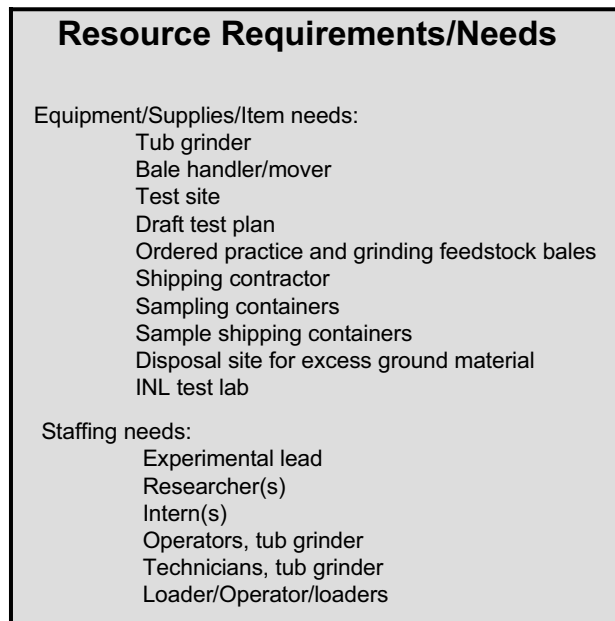 Resource Requirements/Needs
Equipment/Supplies/Item needs:
Tub grinder
Bale handler/mover
Test site
Draft test plan
Ordered practice and grinding feedstock bales
Shipping contractor
Sampling containers
Sample shipping containers
Disposal site for excess ground material
INL test lab
Staffing needs:
Experimental lead
Researcher(s)
Intern(s)
Operators, tub grinder
Technicians, tub grinder
Loader/Operator/loaders